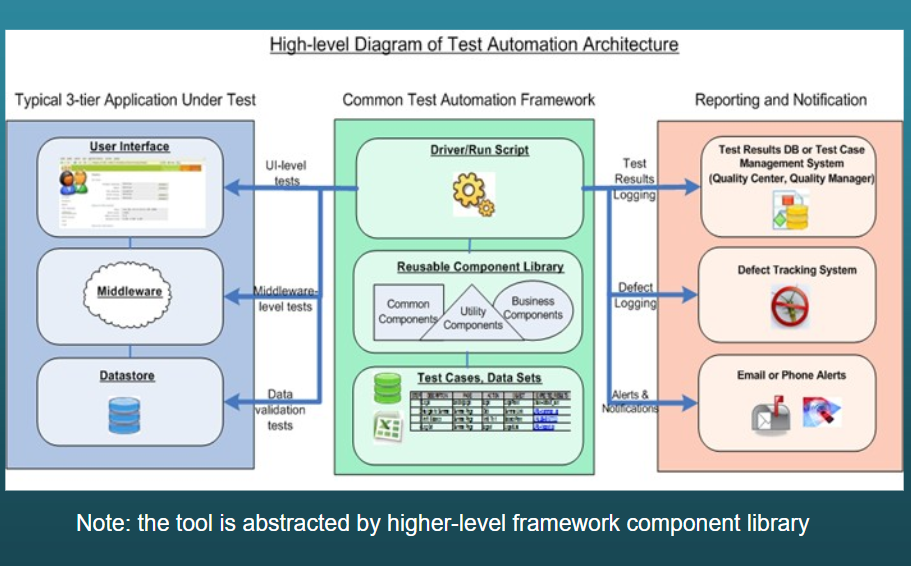 High-level Diagram of Test Automation Architecture
Typical 3-tier Application Under Test
Common Test Automation Framework
Reporting and Notification
User Interface
Middleware
Datastore
UI-level
tests
Middleware-
level tests
Data
validation
tests
Driver/Run Script
Reusable Component Library
Common
Components
Utility
Components
Business
Components
Test Cases, Data Sets
Test
Results
Logging
Defect
Logging
Alerts &
Notifications
Test Results DB or Test Case
Management System
(Quality Center, Quality Manager)
Defect Tracking System
Email or Phone Alerts
Note: the tool is abstracted by higher-level framework component library